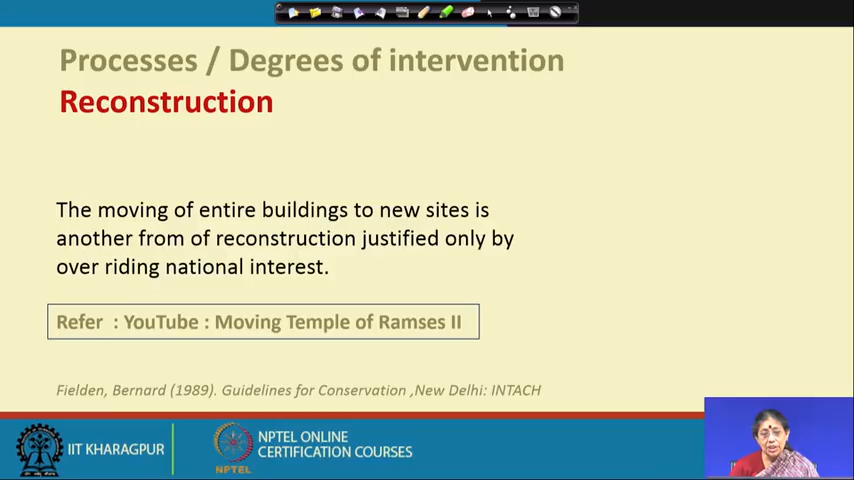 Processes / Degrees of intervention
Reconstruction
The moving of entire buildings to new sites is
another from of reconstruction justified only by
over riding national interest.
Refer : YouTube : Moving Temple of Ramses II
Fielden, Bernard (1989). Guidelines for Conservation ,New Delhi: INTACH
IIT KHARAGPUR
NPTEL ONLINE
CERTIFICATION COURSES
NPTEL